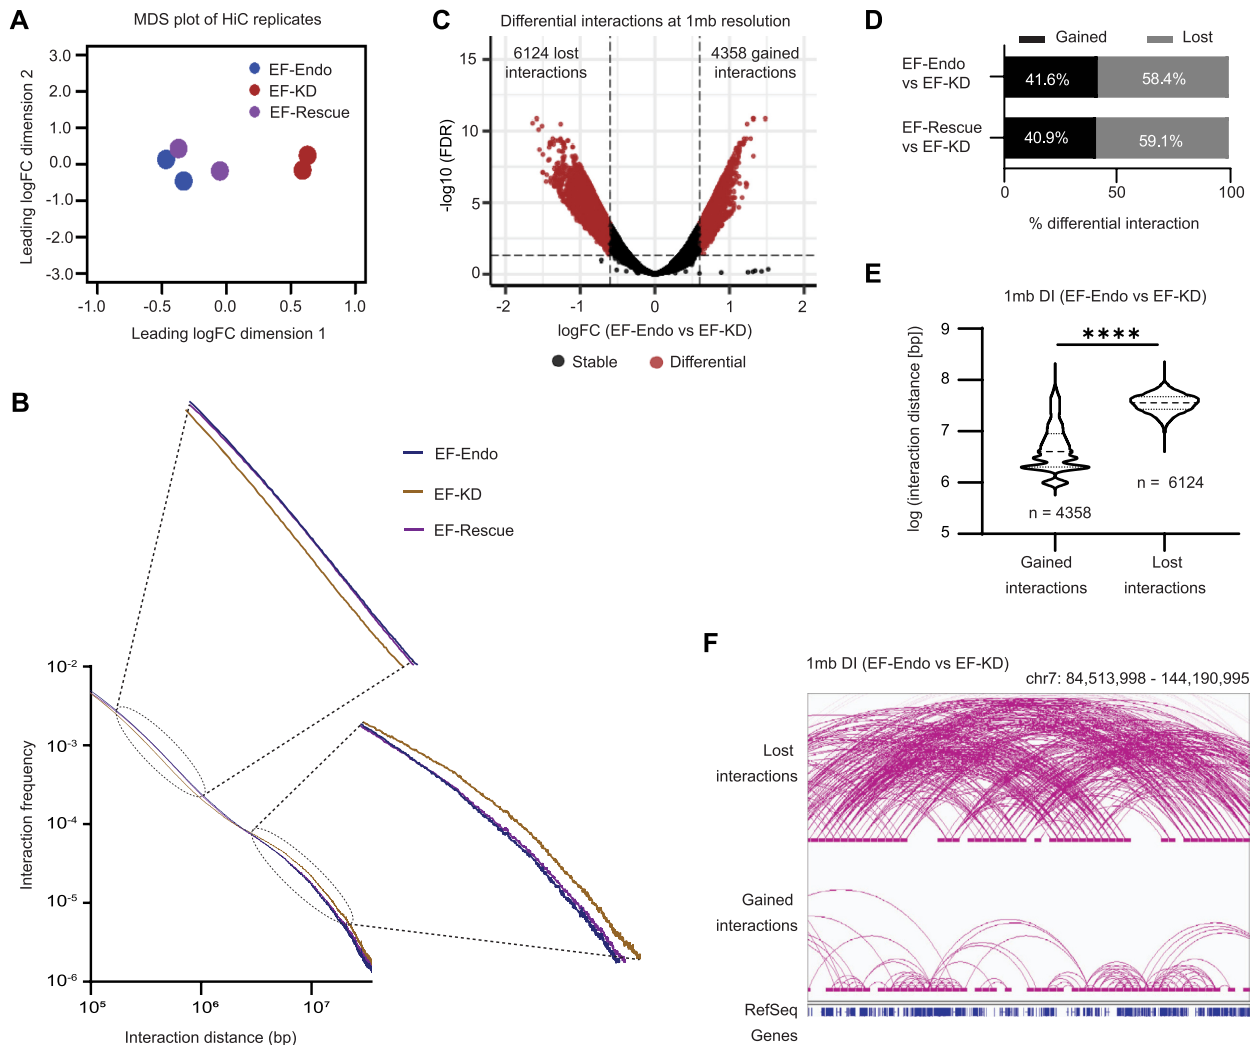 A
MDS plot of HiC replicates
Leading logFC dimension 2
3.0
2.0
1.0
0.0
-1.0
-2.0
-3.0
EF-Endo
EF-KD
EF-Rescue
-1.0
-0.5
0.0
0.5
1.0
Leading logFC dimension 1
B
EF-Endo
EF-KD
EF-Rescue
Interaction frequency
10-2
10-3
10-4
10-5
10-6
105
106
107
Interaction distance (bp)
C
Differential interactions at 1mb resolution
6124 lost
interactions
4358 gained
interactions
-log10 (FDR)
15
10
5
0
-2
-1
0
1
2
logFC (EF-Endo vs EF-KD)
Stable
Differential
D
Gained
Lost
EF-Endo
vs EF-KD
41.6%
58.4%
EF-Rescue
vs EF-KD
40.9%
59.1%
0
50
100
% differential interaction
E
1mb DI (EF-Endo vs EF-KD)
log (interaction distance [bp])
9
8
7
6
5
****
n = 4358
n = 6124
Gained
interactions
Lost
interactions
F
1mb DI (EF-Endo vs EF-KD)
chr7: 84,513,998 - 144,190,995
Lost
interactions
Gained
interactions
RefSeq
Genes